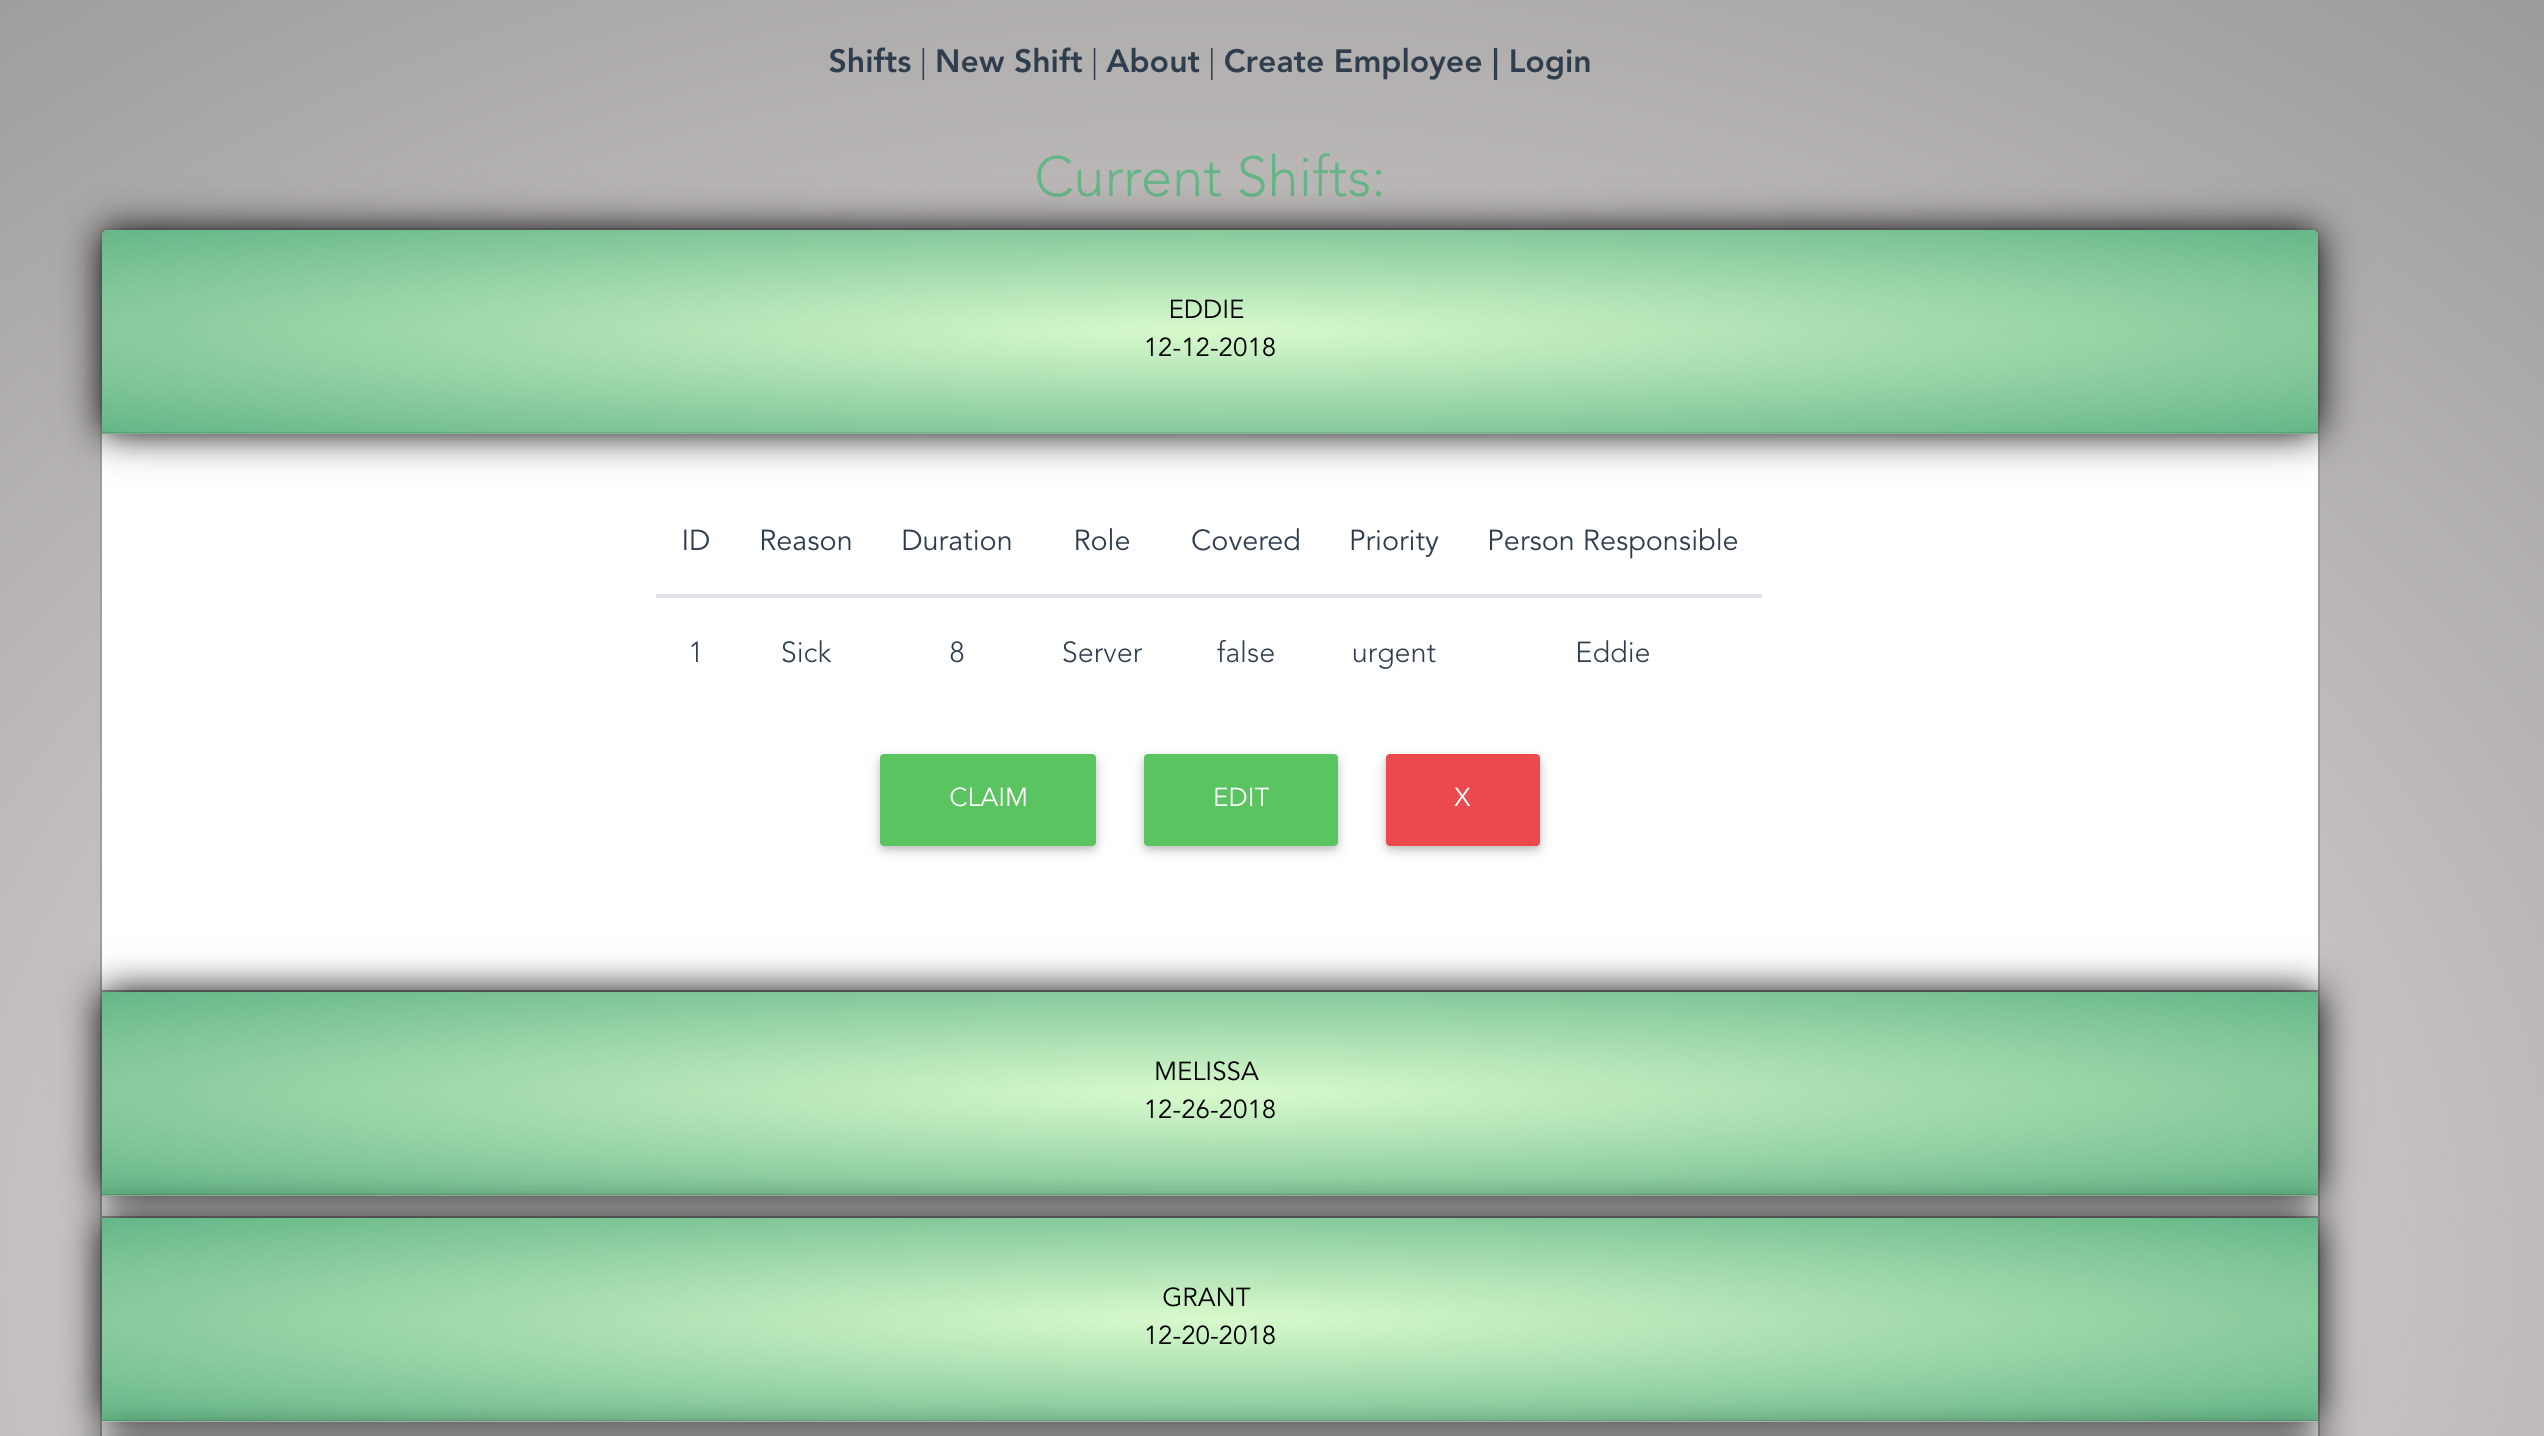 Shifts | New Shift | About | Create Employee | Login
Current Shifts:
EDDIE
12-12-2018
ID Reason Duration Role Covered Priority Person Responsible
1 Sick 8 Server false urgent Eddie
CLAIM EDIT X
MELISSA
12-26-2018
GRANT
12-20-2018